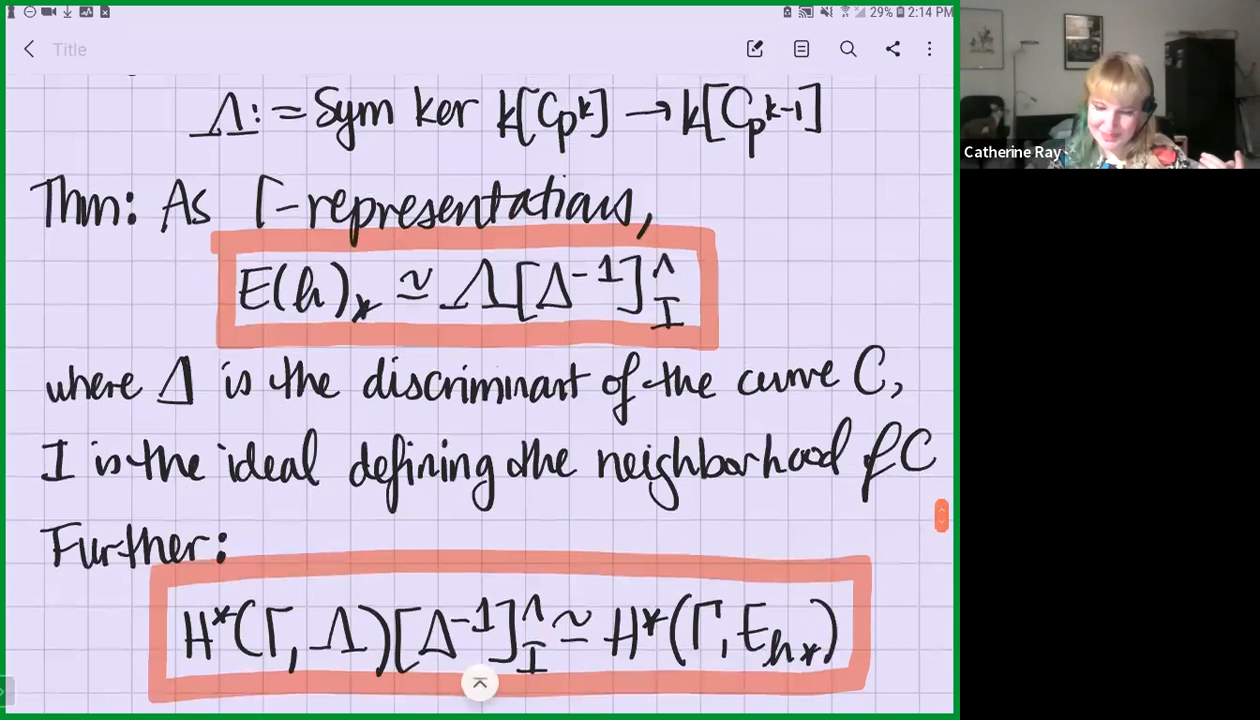 29% 2:14 PM
Title
Λ := Sym ker k[C_{p^k}] → k[C_{p^{k-1}}]
Thm: As Γ-representations,
E(h)_* ≃ Λ[Δ^{-1}]^∧_I
where Δ is the discriminant of the curve C,
I is the ideal defining the neighborhood of C
Further:
H*(Γ, Λ)[Δ^{-1}]^∧_I ≃ H*(Γ, E_{h*})
Catherine Ray